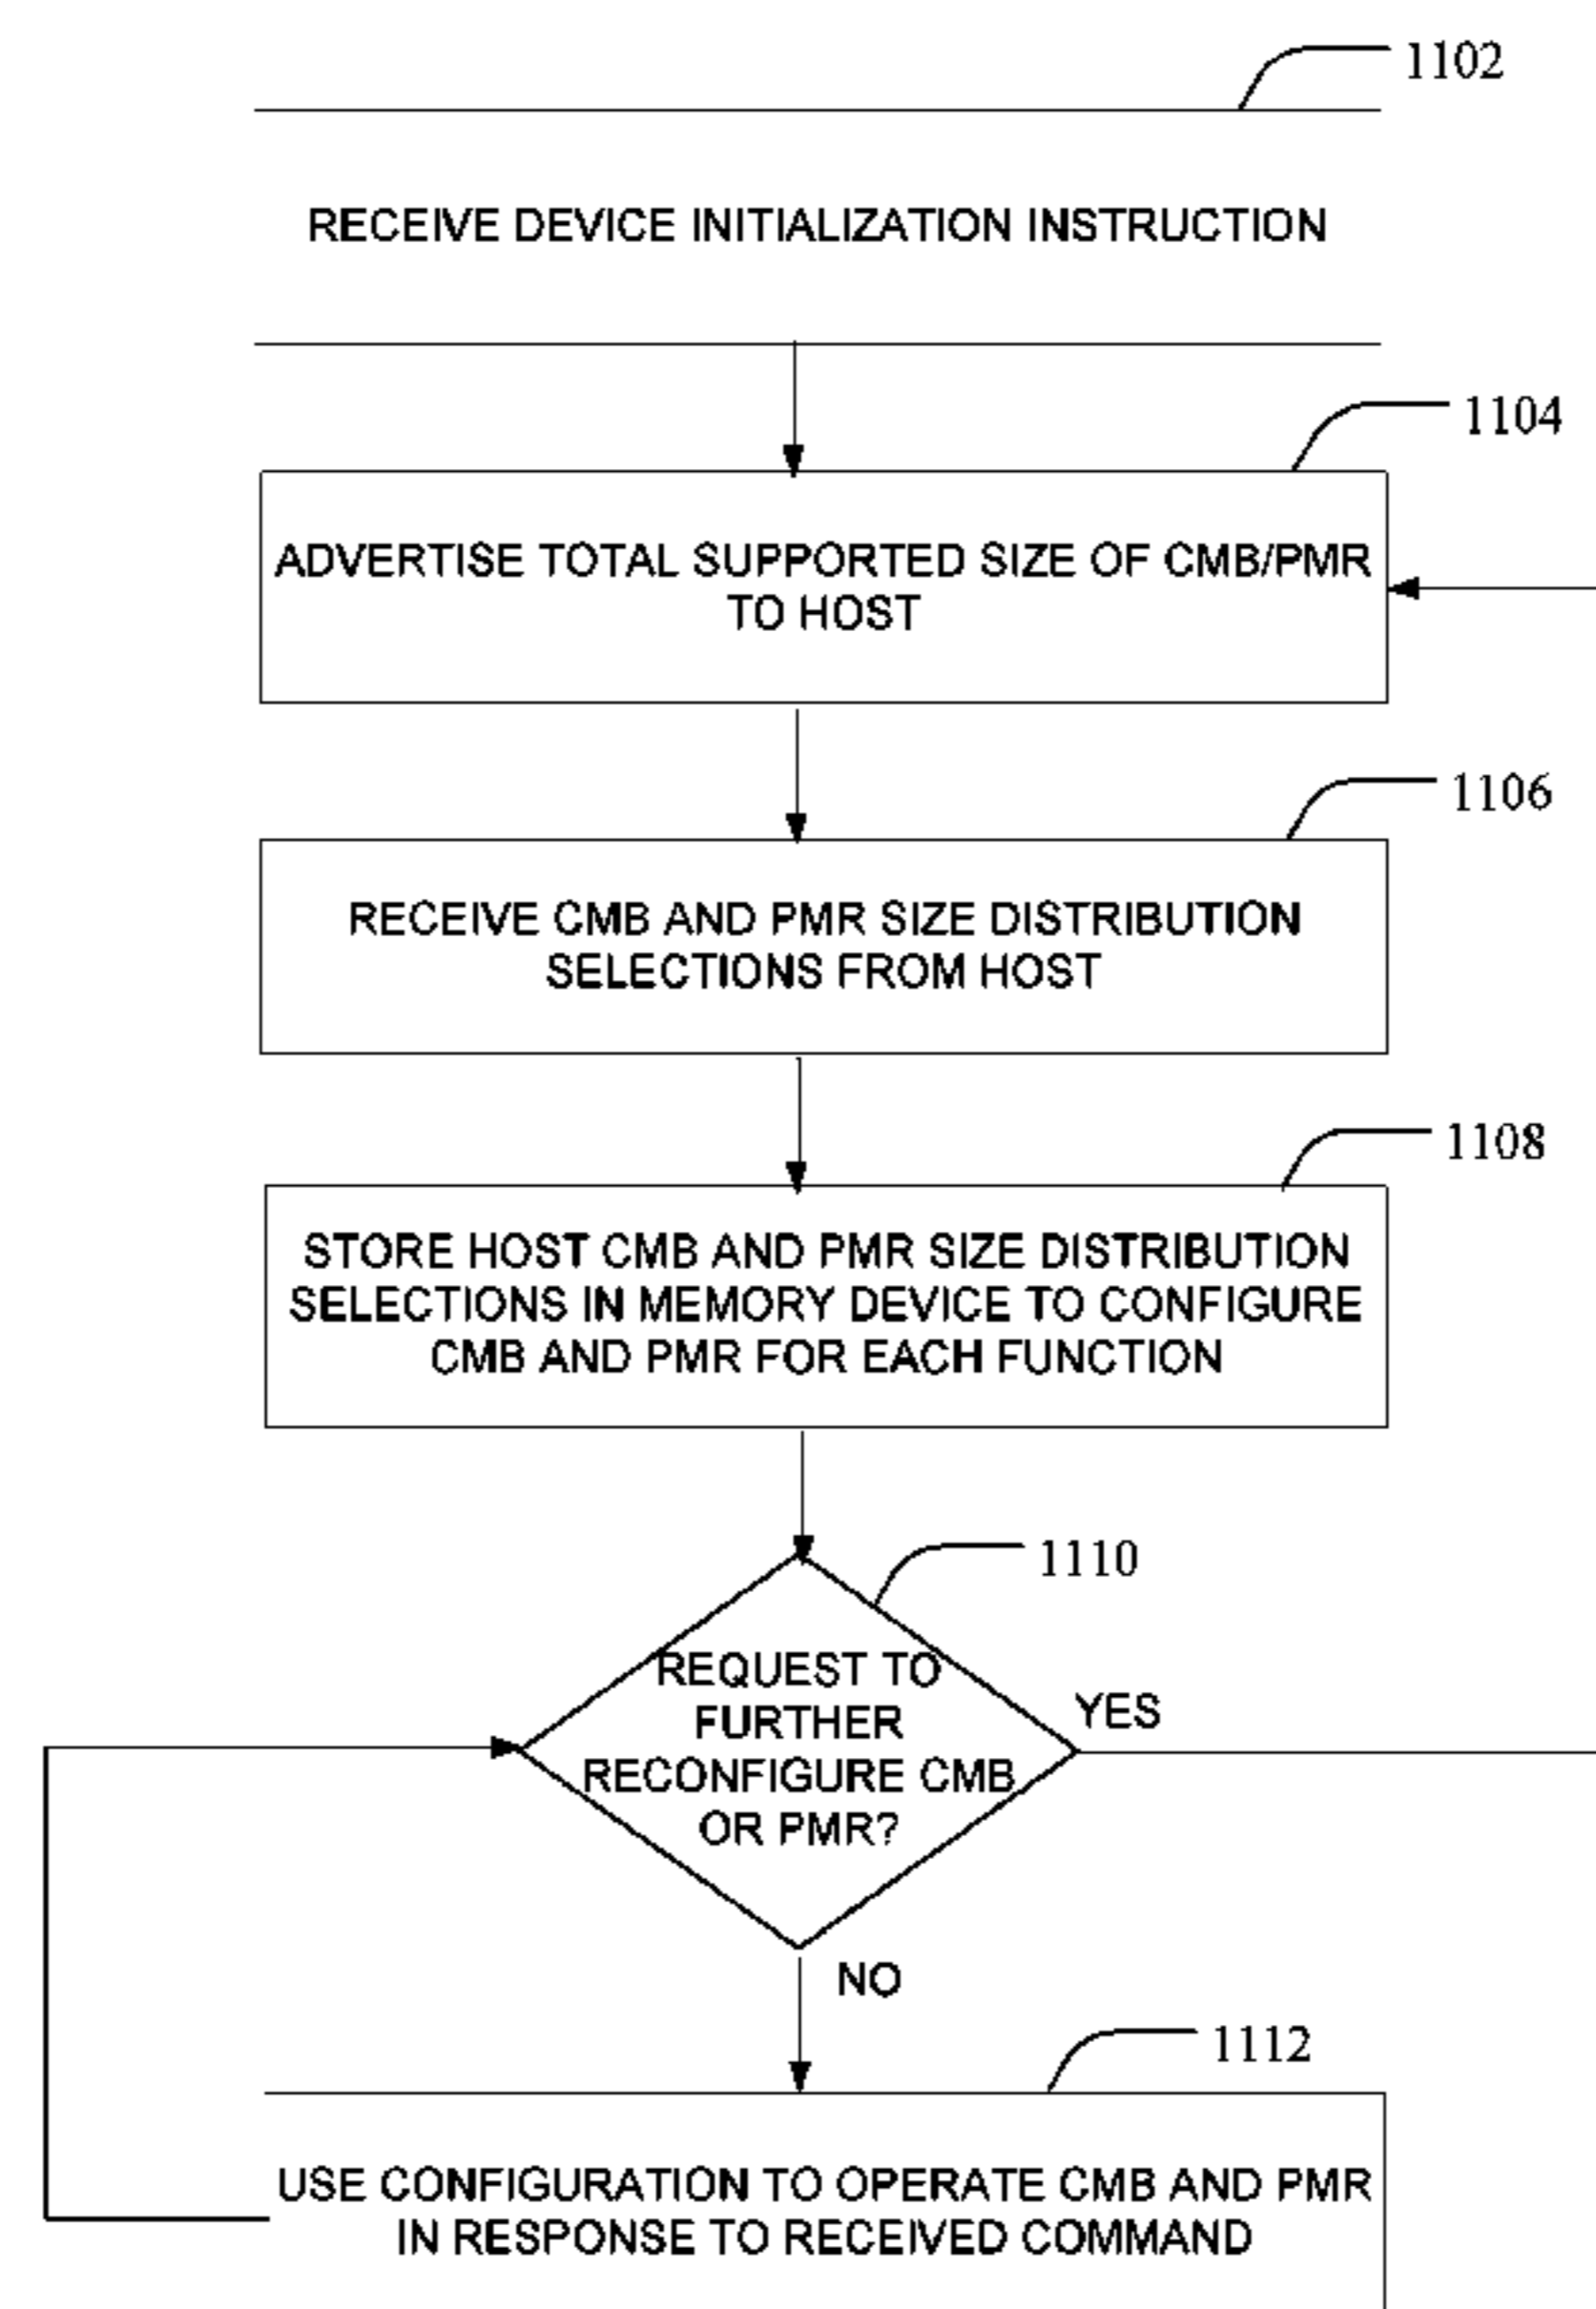 1102
RECEIVE DEVICE INITIALIZATION INSTRUCTION
1104
ADVERTISE TOTAL SUPPORTED SIZE OF CMB/PMR
TO HOST
1106
RECEIVE CMB AND PMR SIZE DISTRIBUTION
SELECTIONS FROM HOST
1108
STORE HOST CMB AND PMR SIZE DISTRIBUTION
SELECTIONS IN MEMORY DEVICE TO CONFIGURE
CMB AND PMR FOR EACH FUNCTION
1110
REQUEST TO
FURTHER
RECONFIGURE CMB
OR PMR?
YES
NO
1112
USE CONFIGURATION TO OPERATE CMB AND PMR
IN RESPONSE TO RECEIVED COMMAND